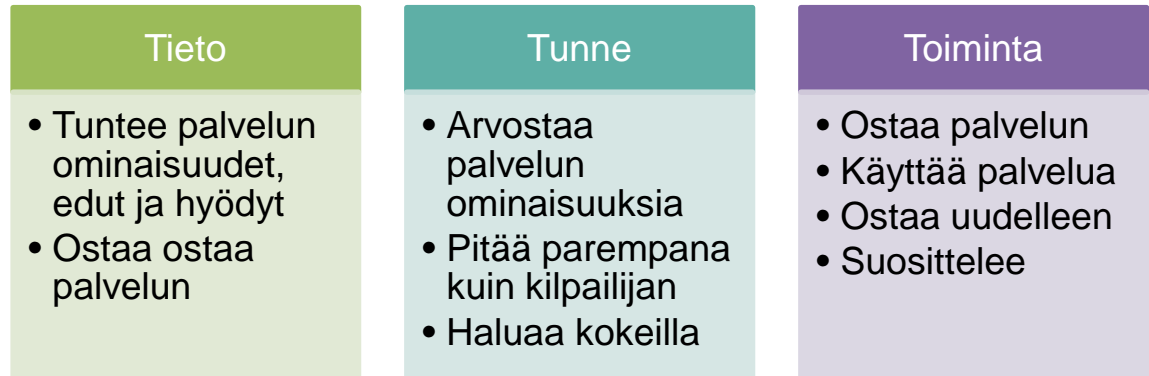 Tieto
• Tuntee palvelun
ominaisuudet,
edut ja hyödyt
• Ostaa ostaa
palvelun
Tunne
• Arvostaa
palvelun
ominaisuuksia
• Pitää parempana
kuin kilpailijan
• Haluaa kokeilla
Toiminta
• Ostaa palvelun
• Käyttää palvelua
• Ostaa uudelleen
• Suosittelee